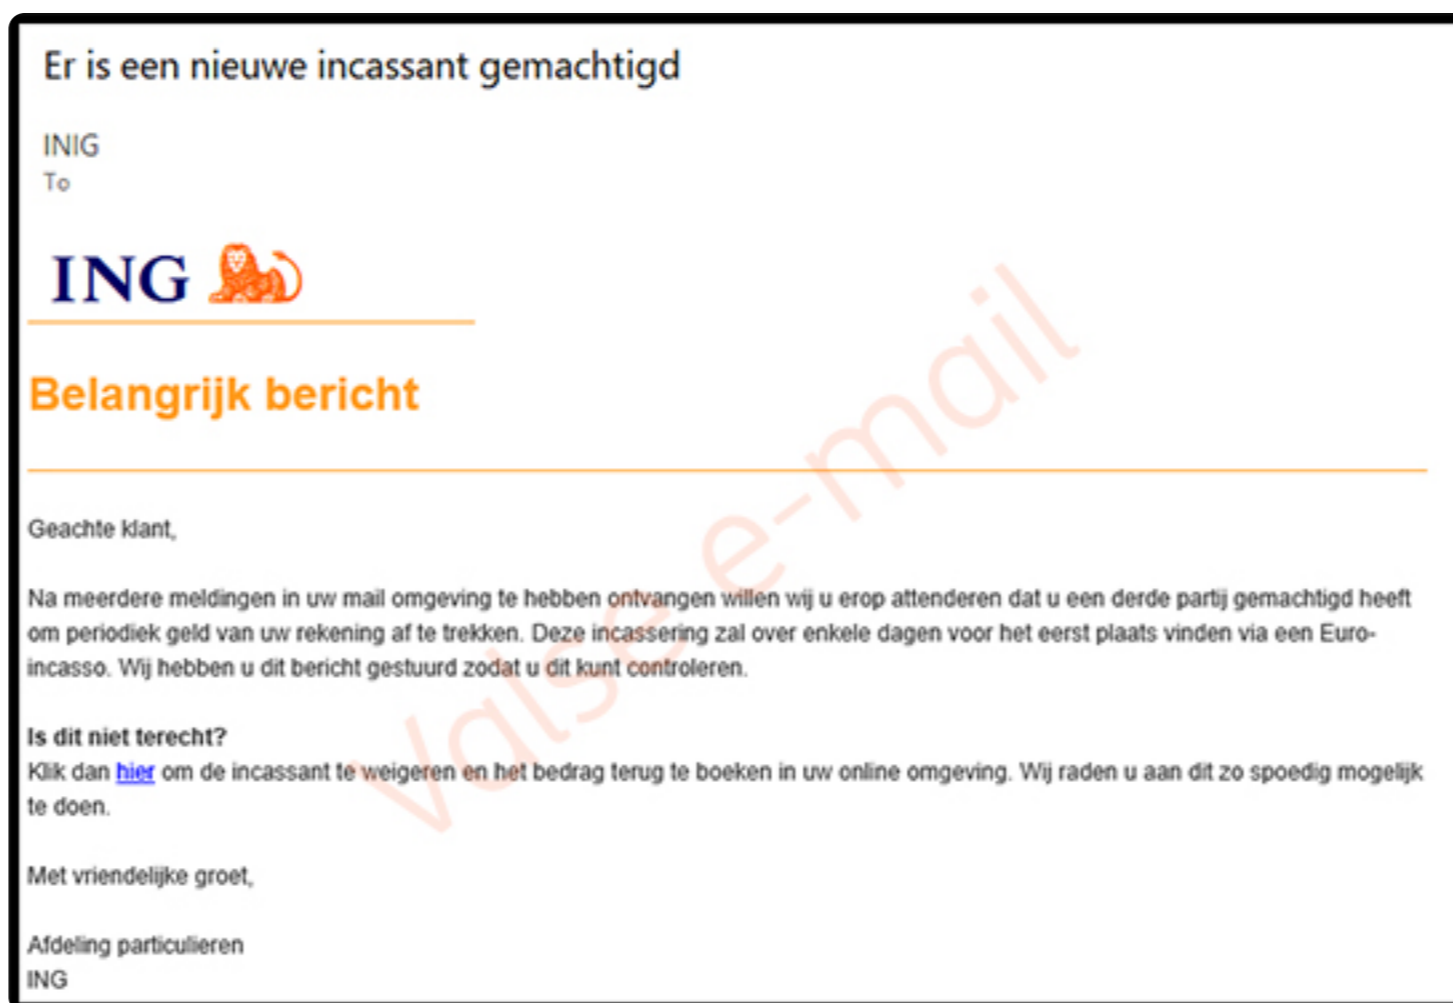 Er is een nieuwe incassant gemachtigd
INIG
To
ING
Belangrijk bericht
Geachte klant,
Na meerdere meldingen in uw mail omgeving te hebben ontvangen willen wij u erop attenderen dat u een derde partij gemachtigd heeft
om periodiek geld van uw rekening af te trekken. Deze incassering zal over enkele dagen voor het eerst plaats vinden via een Euro-
incasso. Wij hebben u dit bericht gestuurd zodat u dit kunt controleren.
Is dit niet terecht?
Klik dan hier om de incassant te weigeren en het bedrag terug te boeken in uw online omgeving. Wij raden u aan dit zo spoedig mogelijk
te doen.
Met vriendelijke groet,
Afdeling particulieren
ING
Valse e-mail